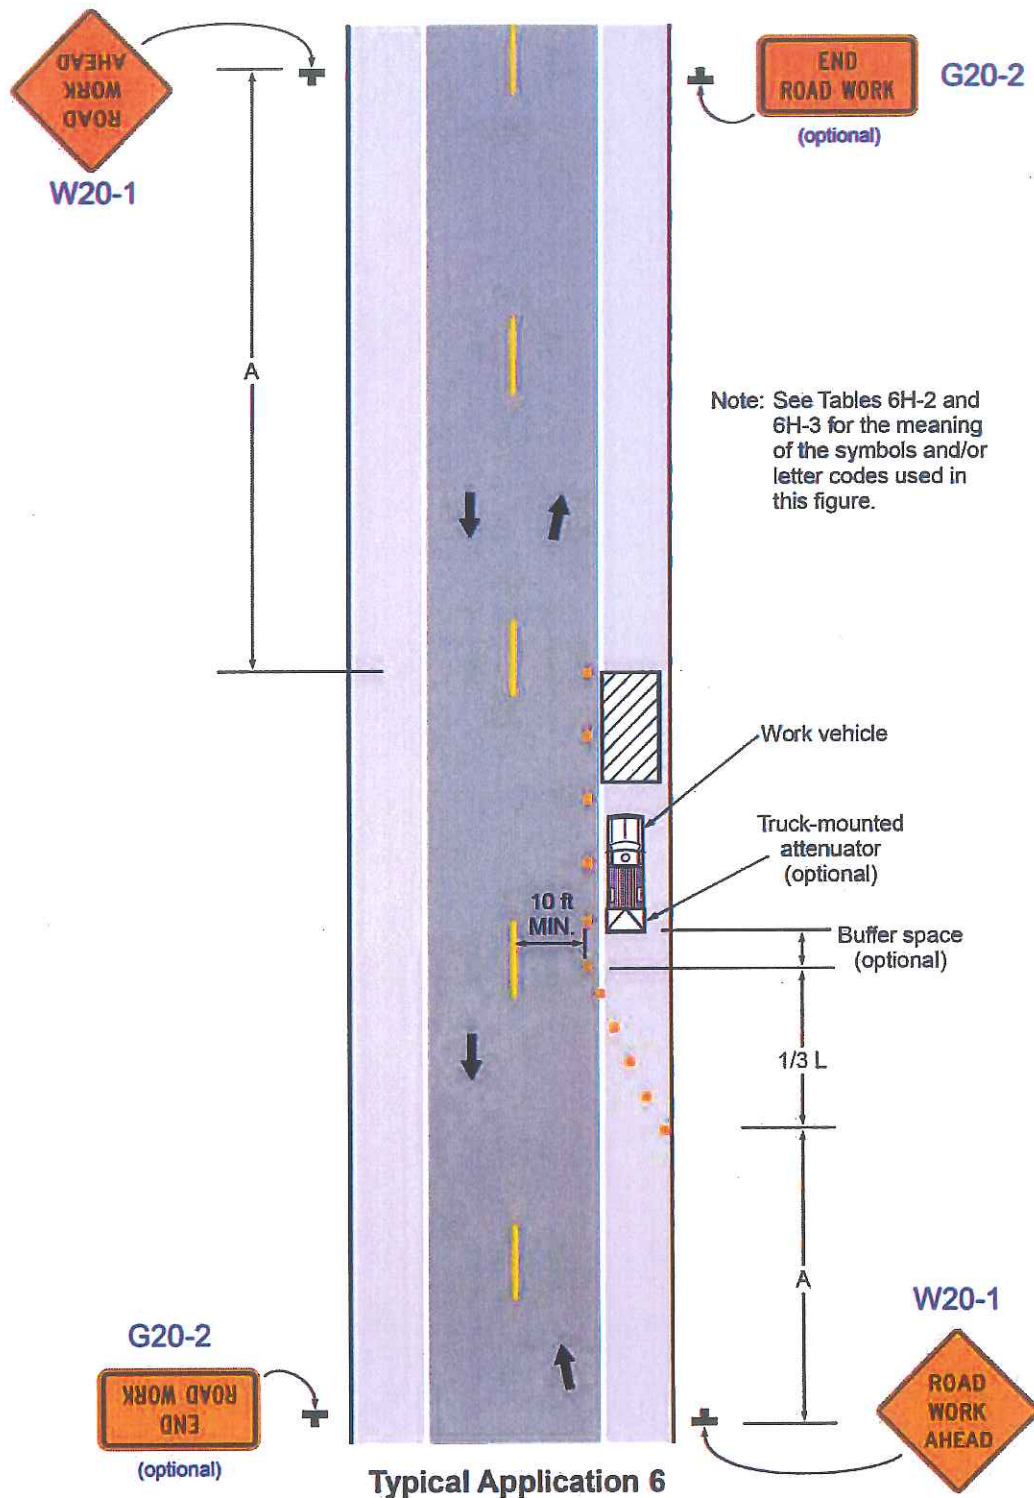 ROAD
WORK
AHEAD
W20-1
END
ROAD WORK
(optional)
G20-2
A
Note: See Tables 6H-2 and
6H-3 for the meaning
of the symbols and/or
letter codes used in
this figure.
Work vehicle
Truck-mounted
attenuator
(optional)
10 ft
MIN.
Buffer space
(optional)
1/3 L
A
W20-1
ROAD
WORK
AHEAD
G20-2
END
ROAD WORK
(optional)
Typical Application 6